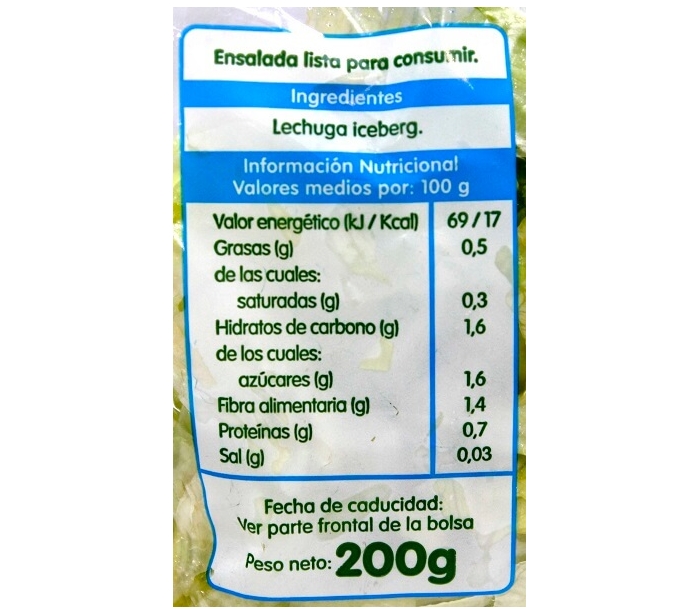 Ensalada lista para consumir.
Ingredientes
Lechuga iceberg.
Información Nutricional
Valores medios por: 100 g
Valor energético (kJ / Kcal) 69 / 17
Grasas (g) 0,5
de las cuales:
saturadas (g) 0,3
Hidratos de carbono (g) 1,6
de los cuales:
azúcares (g) 1,6
Fibra alimentaria (g) 1,4
Proteínas (g) 0,7
Sal (g) 0,03
Fecha de caducidad:
Ver parte frontal de la bolsa
Peso neto: 200g